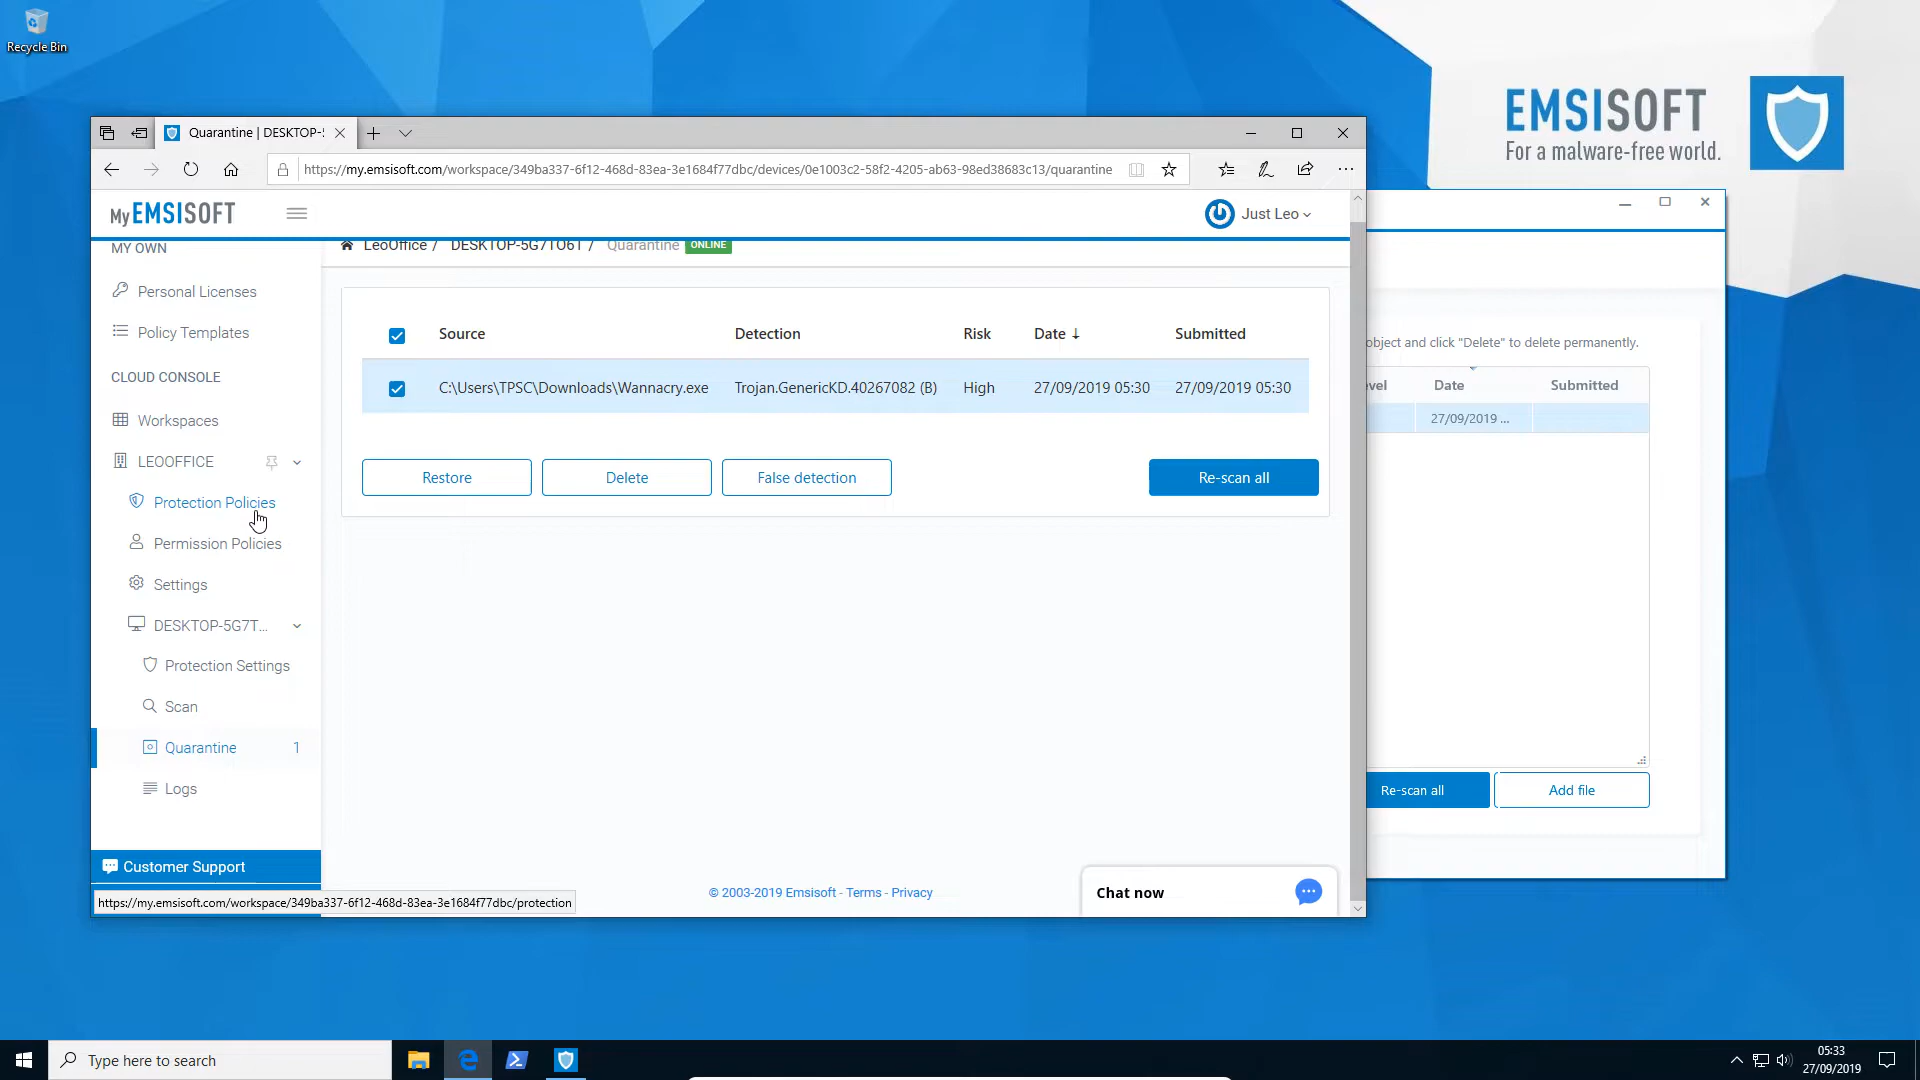 Recycle Bin
EMSISOFT
For a malware-free world.
Quarantine | DESKTOP-5
https://my.emsisoft.com/workspace/349ba337-6f12-468d-83ea-3e1684f77dbc/devices/0e1003c2-58f2-4205-ab63-98ed38683c13/quarantine
My EMSISOFT
Just Leo
MY OWN
LeoOffice / DESKTOP-5G7TO6T / Quarantine ONLINE
Personal Licenses
Policy Templates
CLOUD CONSOLE
Workspaces
LEOOFFICE
Protection Policies
Permission Policies
Settings
DESKTOP-5G7T...
Protection Settings
Scan
Quarantine 1
Logs
Customer Support
https://my.emsisoft.com/workspace/349ba337-6f12-468d-83ea-3e1684f77dbc/protection
Source Detection Risk Date ↓ Submitted
C:\Users\TPSC\Downloads\Wannacry.exe Trojan.GenericKD.40267082 (B) High 27/09/2019 05:30 27/09/2019 05:30
Restore Delete False detection Re-scan all
© 2003-2019 Emsisoft - Terms - Privacy
Chat now
object and click "Delete" to delete permanently.
vel Date Submitted
27/09/2019 ...
Re-scan all Add file
Type here to search
05:33
27/09/2019